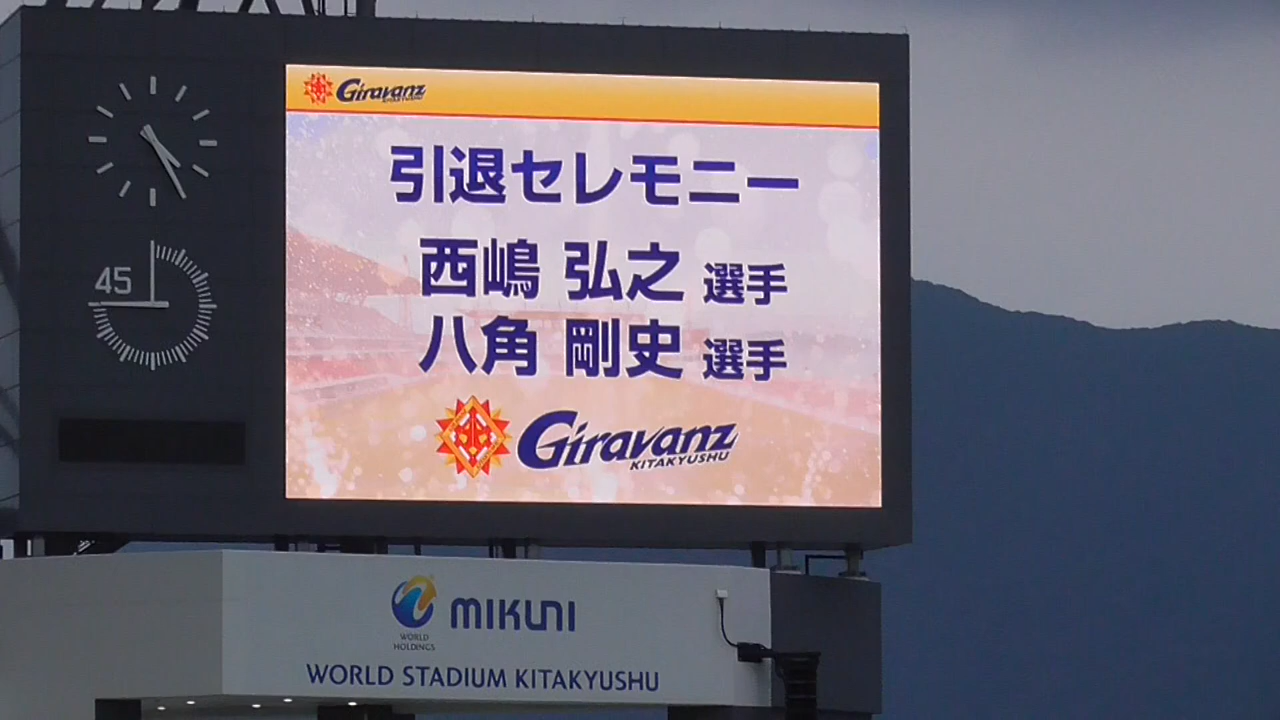 Giravanz
KITAKYUSHU
引退セレモニー
西嶋 弘之 選手
八角 剛史 選手
Giravanz
KITAKYUSHU
45
WORLD
HOLDINGS
MIKUNI
WORLD STADIUM KITAKYUSHU